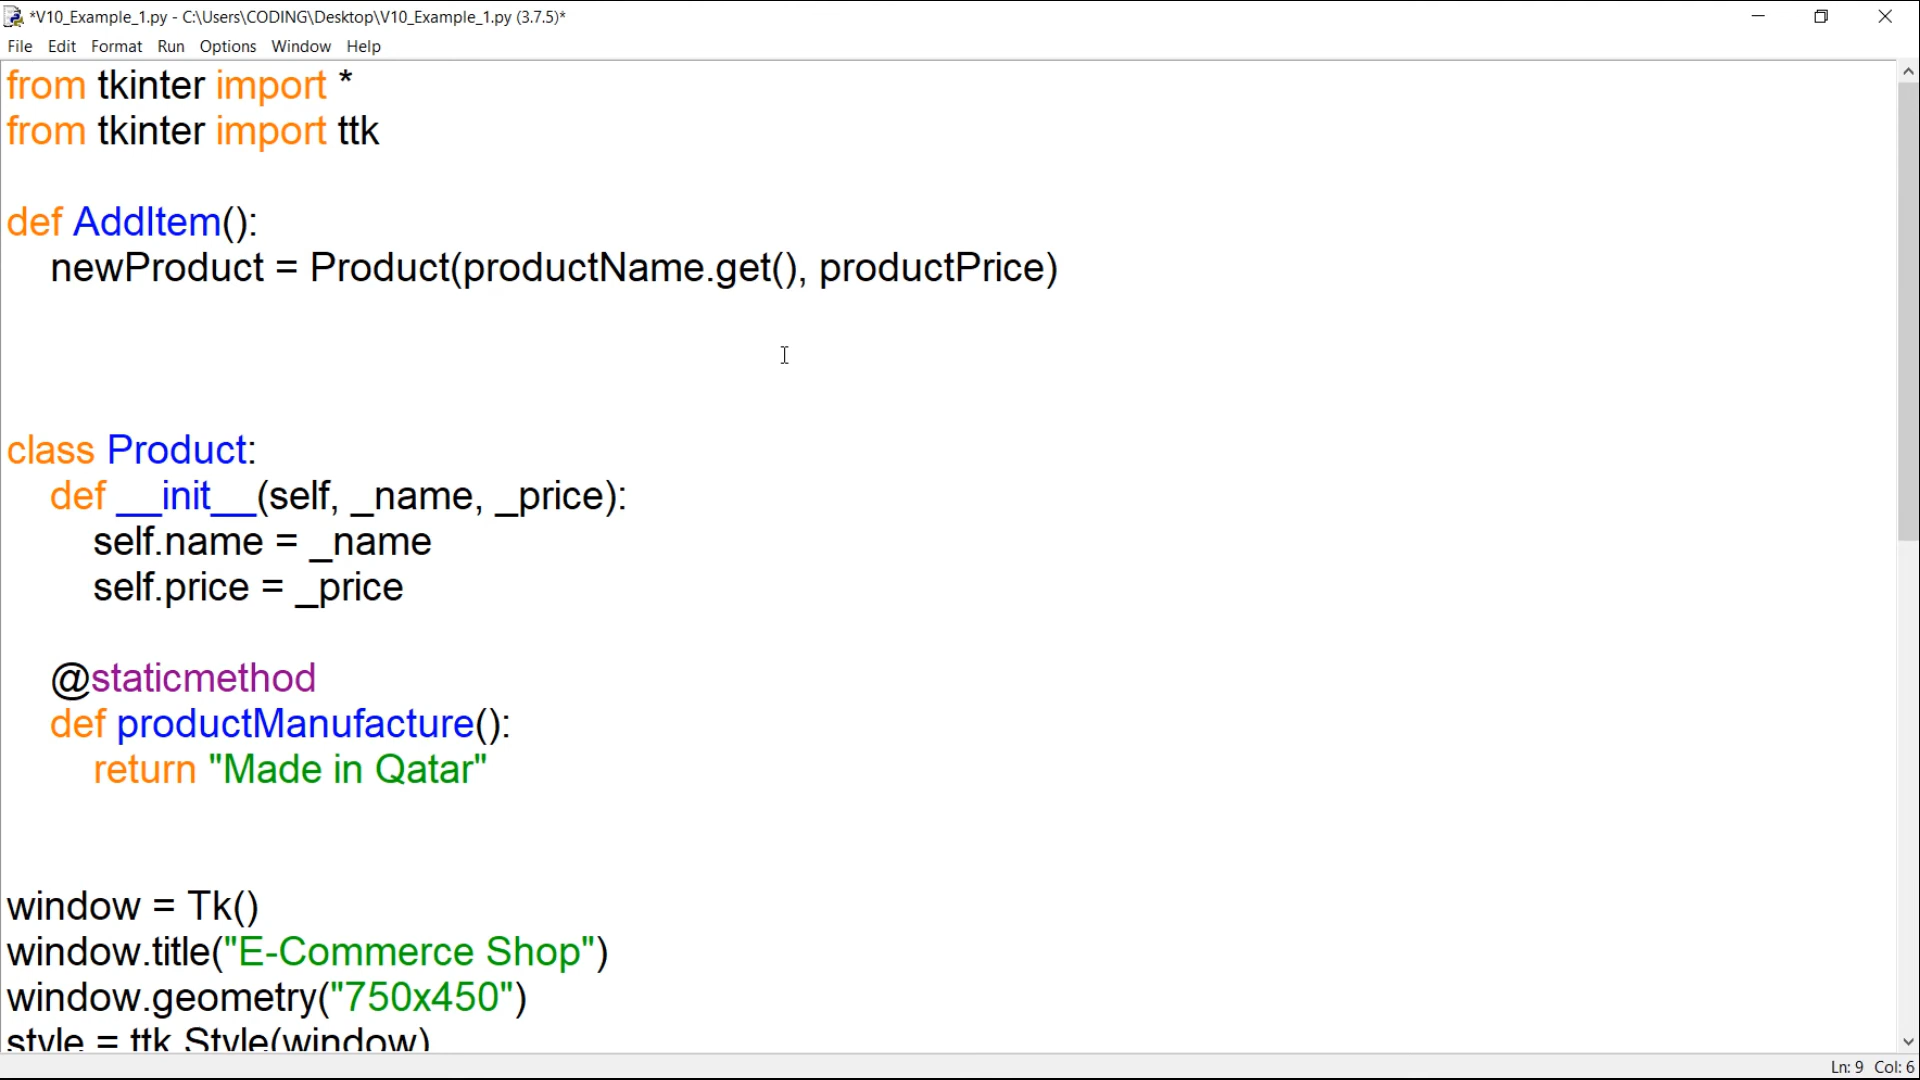 *V10_Example_1.py - C:\Users\CODING\Desktop\V10_Example_1.py (3.7.5)*
File Edit Format Run Options Window Help
from tkinter import *
from tkinter import ttk
def AddItem():
newProduct = Product(productName.get(), productPrice)
class Product:
def __init__(self, _name, _price):
self.name = _name
self.price = _price
@staticmethod
def productManufacture():
return "Made in Qatar"
window = Tk()
window.title("E-Commerce Shop")
window.geometry("750x450")
style = ttk.Style(window)
Ln: 9 Col: 6